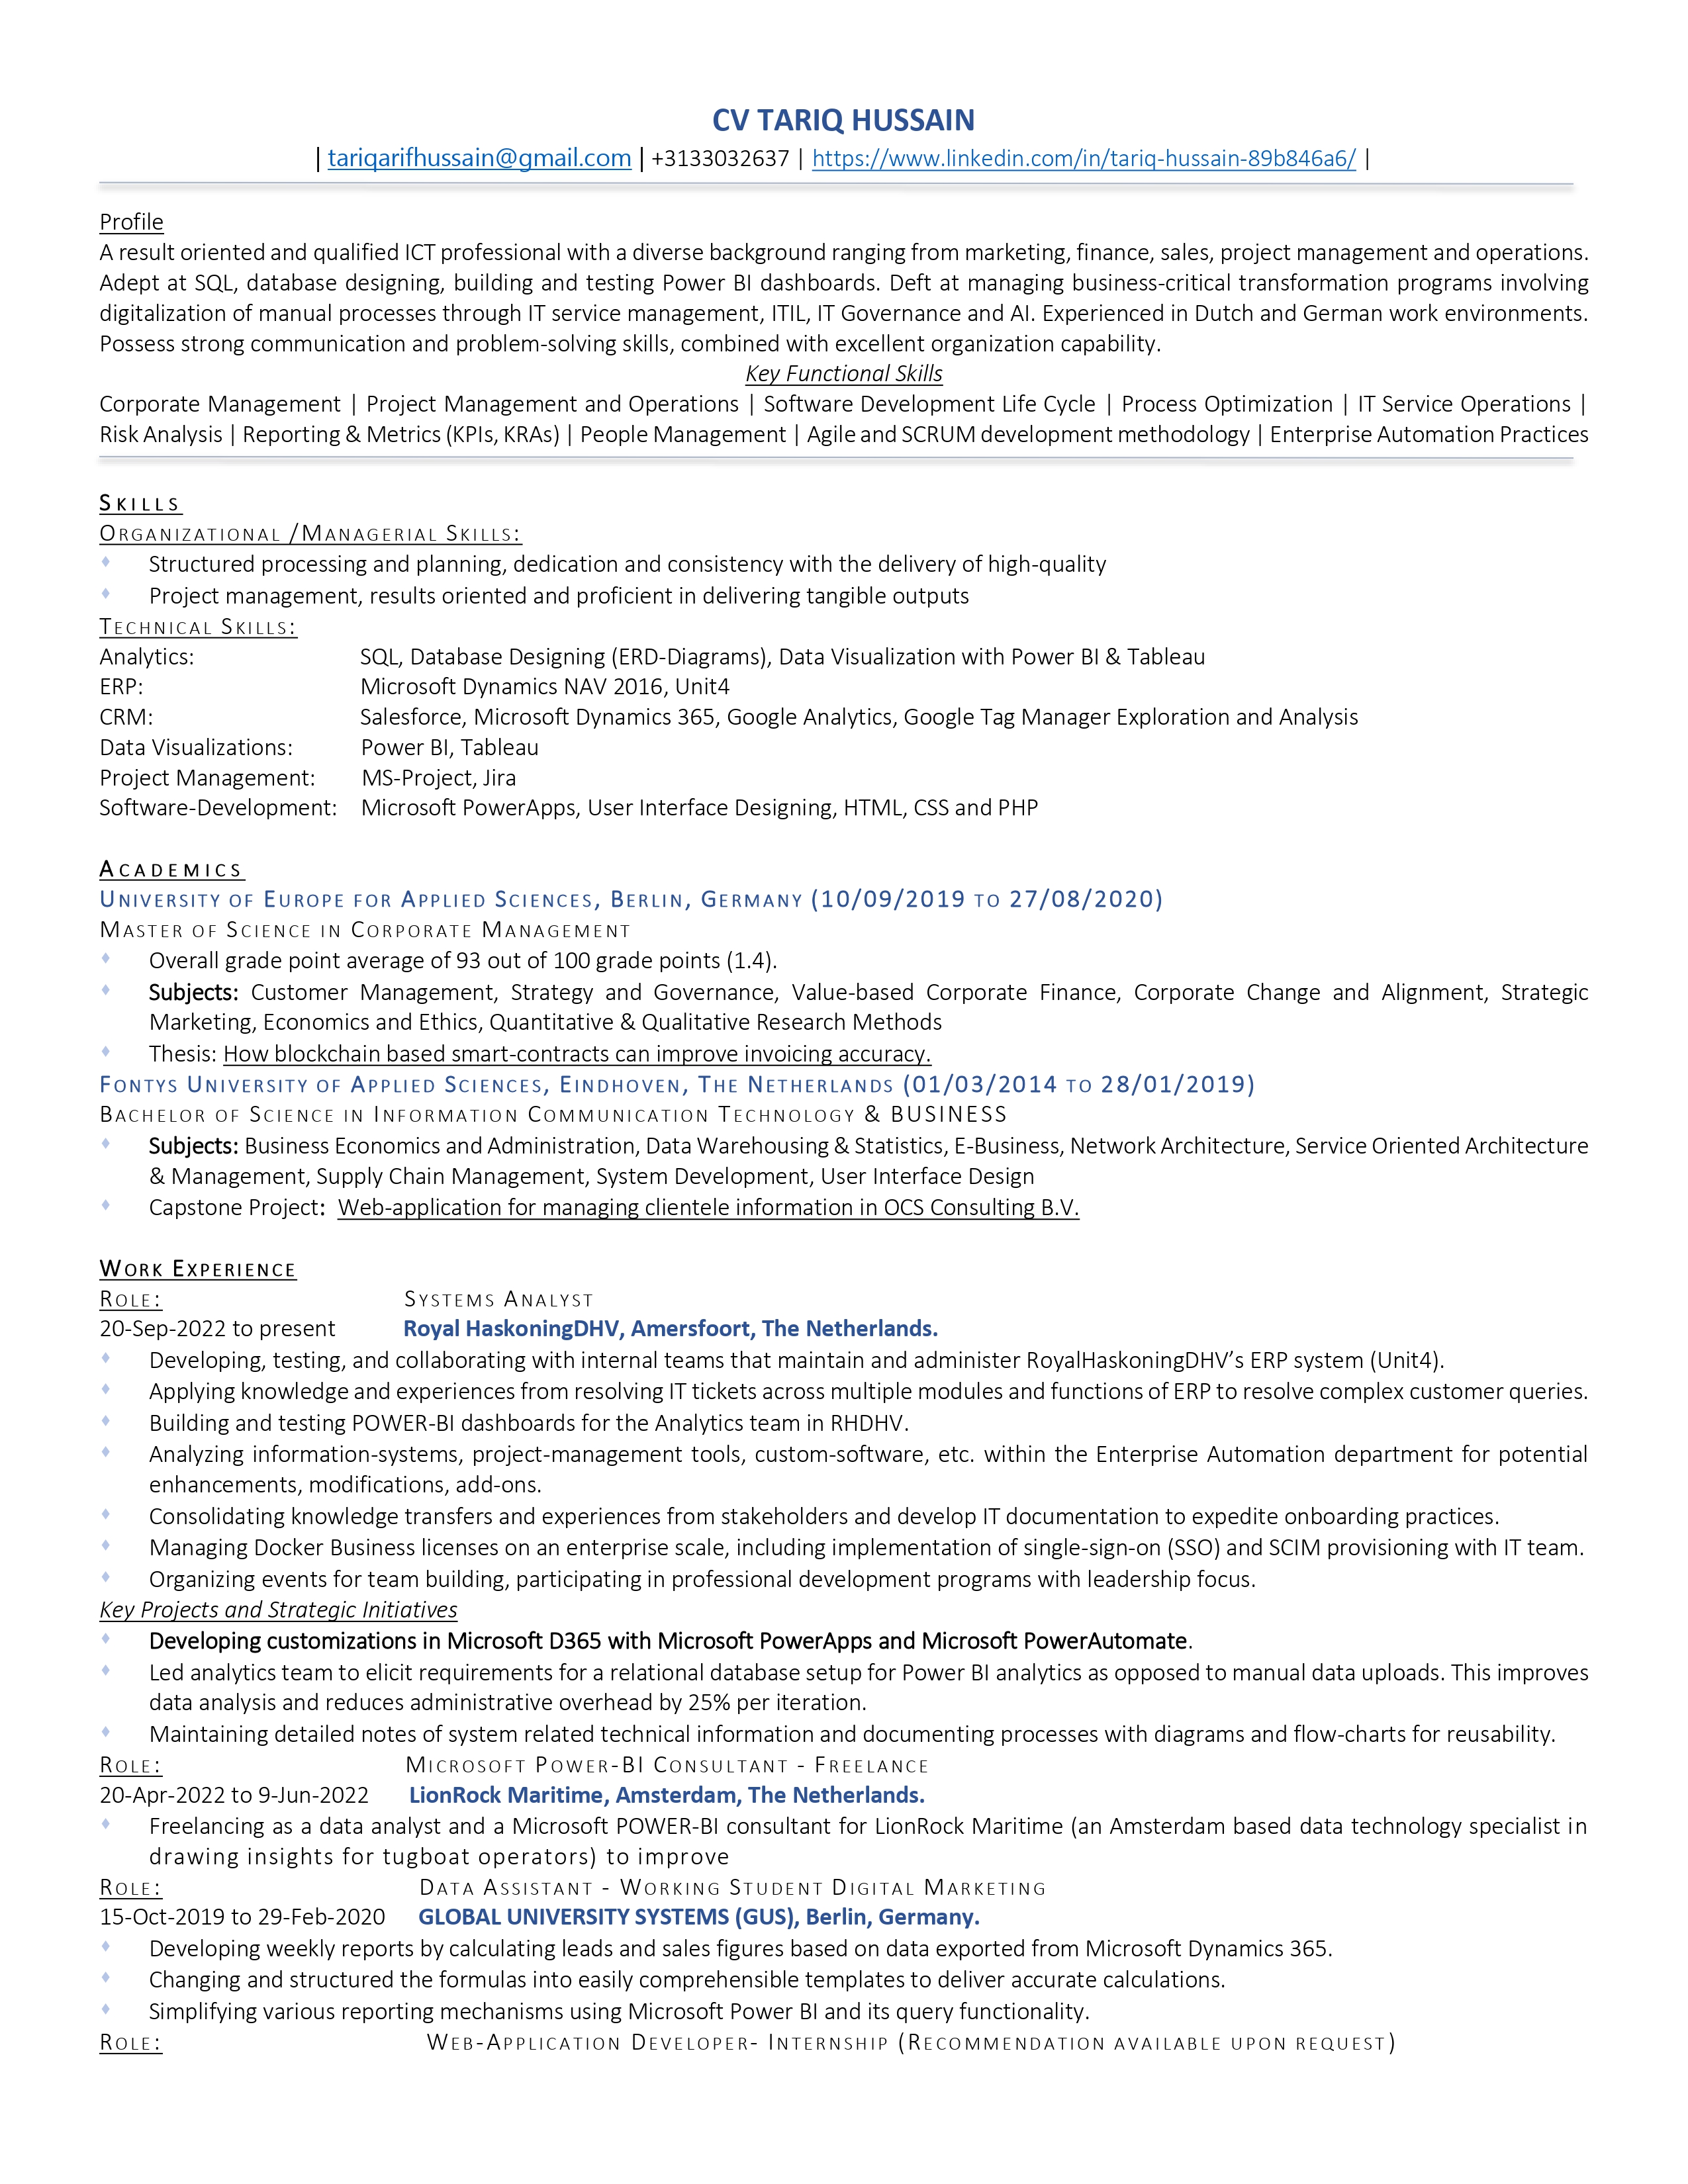 CV TARIQ HUSSAIN
| tariqarifhussain@gmail.com | +3133032637 | https://www.linkedin.com/in/tariq-hussain-89b846a6/ |
Profile
A result oriented and qualified ICT professional with a diverse background ranging from marketing, finance, sales, project management and operations.
Adept at SQL, database designing, building and testing Power BI dashboards. Deft at managing business-critical transformation programs involving
digitalization of manual processes through IT service management, ITIL, IT Governance and AI. Experienced in Dutch and German work environments.
Possess strong communication and problem-solving skills, combined with excellent organization capability.
Key Functional Skills
Corporate Management | Project Management and Operations | Software Development Life Cycle | Process Optimization | IT Service Operations |
Risk Analysis | Reporting & Metrics (KPIs, KRAs) | People Management | Agile and SCRUM development methodology | Enterprise Automation Practices
SKILLS
ORGANIZATIONAL /MANAGERIAL SKILLS:
♦ Structured processing and planning, dedication and consistency with the delivery of high-quality
♦ Project management, results oriented and proficient in delivering tangible outputs
TECHNICAL SKILLS:
Analytics: SQL, Database Designing (ERD-Diagrams), Data Visualization with Power BI & Tableau
ERP: Microsoft Dynamics NAV 2016, Unit4
CRM: Salesforce, Microsoft Dynamics 365, Google Analytics, Google Tag Manager Exploration and Analysis
Data Visualizations: Power BI, Tableau
Project Management: MS-Project, Jira
Software-Development: Microsoft PowerApps, User Interface Designing, HTML, CSS and PHP
ACADEMICS
UNIVERSITY OF EUROPE FOR APPLIED SCIENCES, BERLIN, GERMANY (10/09/2019 TO 27/08/2020)
MASTER OF SCIENCE IN CORPORATE MANAGEMENT
♦ Overall grade point average of 93 out of 100 grade points (1.4).
♦ Subjects: Customer Management, Strategy and Governance, Value-based Corporate Finance, Corporate Change and Alignment, Strategic
Marketing, Economics and Ethics, Quantitative & Qualitative Research Methods
♦ Thesis: How blockchain based smart-contracts can improve invoicing accuracy.
FONTYS UNIVERSITY OF APPLIED SCIENCES, EINDHOVEN, THE NETHERLANDS (01/03/2014 TO 28/01/2019)
BACHELOR OF SCIENCE IN INFORMATION COMMUNICATION TECHNOLOGY & BUSINESS
♦ Subjects: Business Economics and Administration, Data Warehousing & Statistics, E-Business, Network Architecture, Service Oriented Architecture
& Management, Supply Chain Management, System Development, User Interface Design
♦ Capstone Project: Web-application for managing clientele information in OCS Consulting B.V.
WORK EXPERIENCE
ROLE: SYSTEMS ANALYST
20-Sep-2022 to present Royal HaskoningDHV, Amersfoort, The Netherlands.
♦ Developing, testing, and collaborating with internal teams that maintain and administer RoyalHaskoningDHV’s ERP system (Unit4).
♦ Applying knowledge and experiences from resolving IT tickets across multiple modules and functions of ERP to resolve complex customer queries.
♦ Building and testing POWER-BI dashboards for the Analytics team in RHDHV.
♦ Analyzing information-systems, project-management tools, custom-software, etc. within the Enterprise Automation department for potential
enhancements, modifications, add-ons.
♦ Consolidating knowledge transfers and experiences from stakeholders and develop IT documentation to expedite onboarding practices.
♦ Managing Docker Business licenses on an enterprise scale, including implementation of single-sign-on (SSO) and SCIM provisioning with IT team.
♦ Organizing events for team building, participating in professional development programs with leadership focus.
Key Projects and Strategic Initiatives
♦ Developing customizations in Microsoft D365 with Microsoft PowerApps and Microsoft PowerAutomate.
♦ Led analytics team to elicit requirements for a relational database setup for Power BI analytics as opposed to manual data uploads. This improves
data analysis and reduces administrative overhead by 25% per iteration.
♦ Maintaining detailed notes of system related technical information and documenting processes with diagrams and flow-charts for reusability.
ROLE: MICROSOFT POWER-BI CONSULTANT - FREELANCE
20-Apr-2022 to 9-Jun-2022 LionRock Maritime, Amsterdam, The Netherlands.
♦ Freelancing as a data analyst and a Microsoft POWER-BI consultant for LionRock Maritime (an Amsterdam based data technology specialist in
drawing insights for tugboat operators) to improve
ROLE: DATA ASSISTANT - WORKING STUDENT DIGITAL MARKETING
15-Oct-2019 to 29-Feb-2020 GLOBAL UNIVERSITY SYSTEMS (GUS), Berlin, Germany.
♦ Developing weekly reports by calculating leads and sales figures based on data exported from Microsoft Dynamics 365.
♦ Changing and structured the formulas into easily comprehensible templates to deliver accurate calculations.
♦ Simplifying various reporting mechanisms using Microsoft Power BI and its query functionality.
ROLE: WEB-APPLICATION DEVELOPER- INTERNSHIP (RECOMMENDATION AVAILABLE UPON REQUEST)